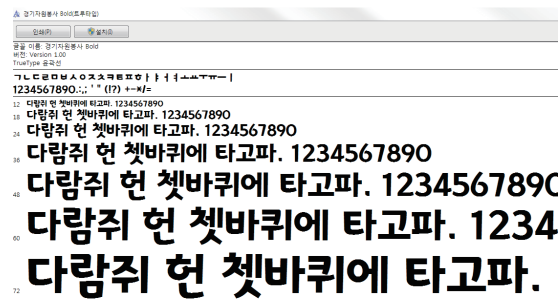 경기자원봉사 Bold(트루타입)
인쇄(P) 설치(I)
글꼴 이름: 경기자원봉사 Bold
버전: Version 1.00
TrueType 윤곽선
ㄱㄴㄷㄹㅁㅂㅅㅇㅈㅊㅋㅌㅍㅎㅏㅑㅓㅕㅗㅛㅜㅠㅡㅣ
1234567890.:,; ' " (!?) +-*/=
12 다람쥐 헌 쳇바퀴에 타고파. 1234567890
18 다람쥐 헌 쳇바퀴에 타고파. 1234567890
24 다람쥐 헌 쳇바퀴에 타고파. 1234567890
36 다람쥐 헌 쳇바퀴에 타고파. 1234567890
48 다람쥐 헌 쳇바퀴에 타고파. 1234567890
60 다람쥐 헌 쳇바퀴에 타고파. 1234
72 다람쥐 헌 쳇바퀴에 타고파.